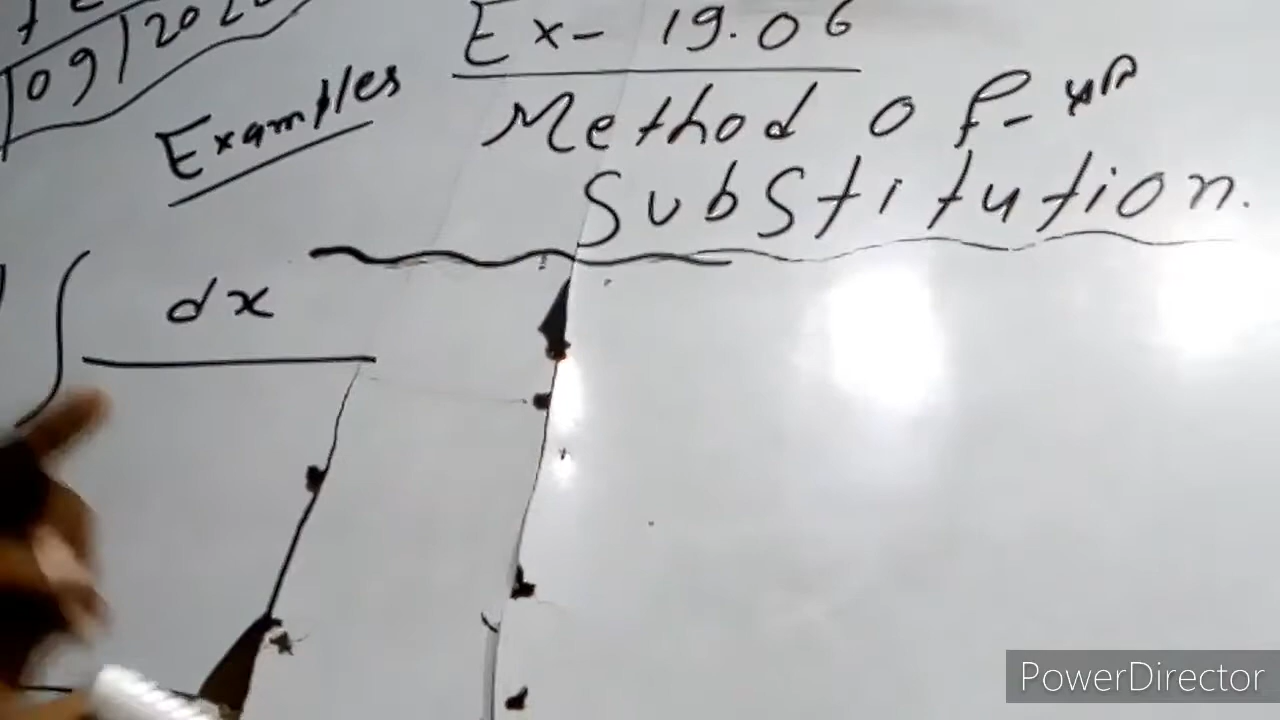 09/202
Examples
Ex- 19.06
Method of-
Substitution.
∫ dx
PowerDirector